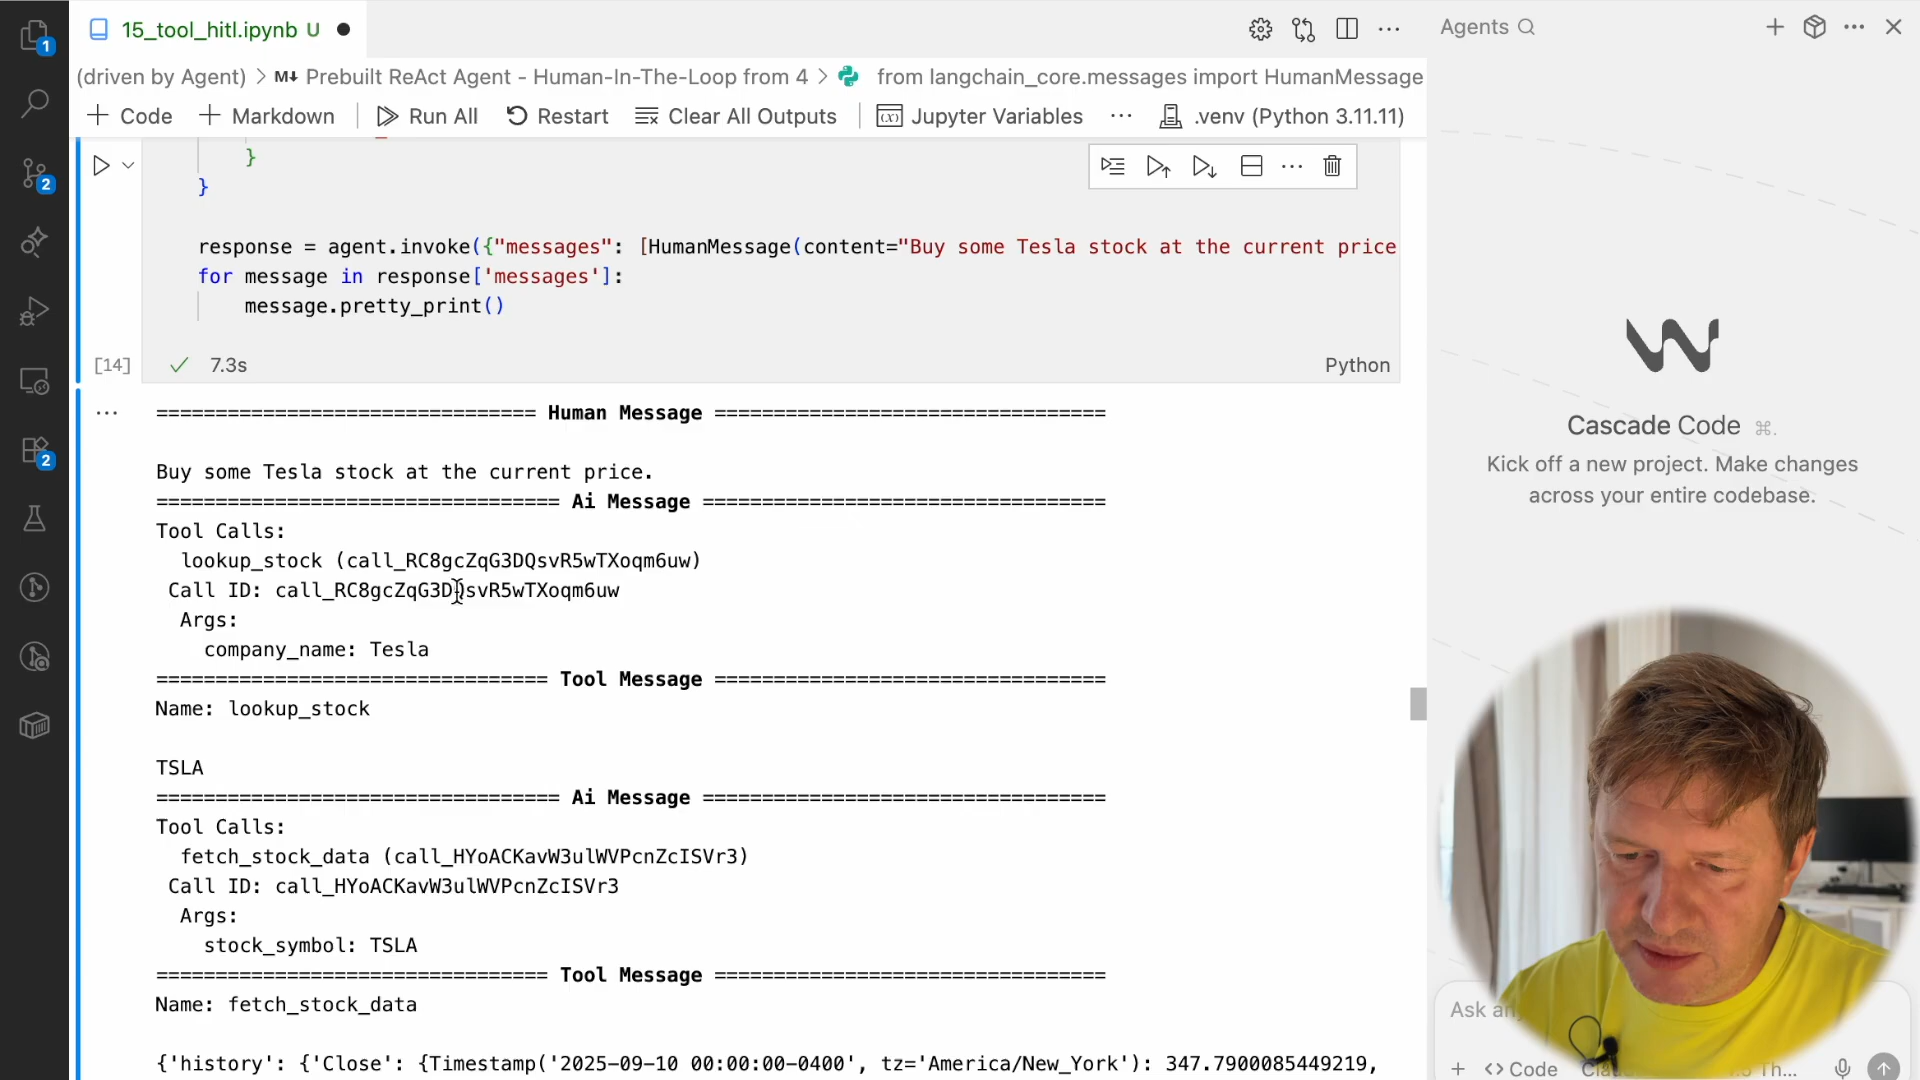 15_tool_hitl.ipynb U
Agents
(driven by Agent) > M↓ Prebuilt ReAct Agent - Human-In-The-Loop from 4 > from langchain_core.messages import HumanMessage
+ Code + Markdown Run All Restart Clear All Outputs Jupyter Variables ... .venv (Python 3.11.11)
1
2
2
}
}
response = agent.invoke({"messages": [HumanMessage(content="Buy some Tesla stock at the current price
for message in response['messages']:
message.pretty_print()
[14] 7.3s Python
================================ Human Message =================================
Buy some Tesla stock at the current price.
================================== Ai Message ==================================
Tool Calls:
lookup_stock (call_RC8gcZqG3DQsvR5wTXoqm6uw)
Call ID: call_RC8gcZqG3DQsvR5wTXoqm6uw
Args:
company_name: Tesla
================================= Tool Message =================================
Name: lookup_stock
TSLA
================================== Ai Message ==================================
Tool Calls:
fetch_stock_data (call_HYoACKavW3ulWVPcnZcISVr3)
Call ID: call_HYoACKavW3ulWVPcnZcISVr3
Args:
stock_symbol: TSLA
================================= Tool Message =================================
Name: fetch_stock_data
{'history': {'Close': {Timestamp('2025-09-10 00:00:00-0400', tz='America/New_York'): 347.7900085449219,
Cascade Code ⌘.
Kick off a new project. Make changes
across your entire codebase.
Ask
+ <> Code